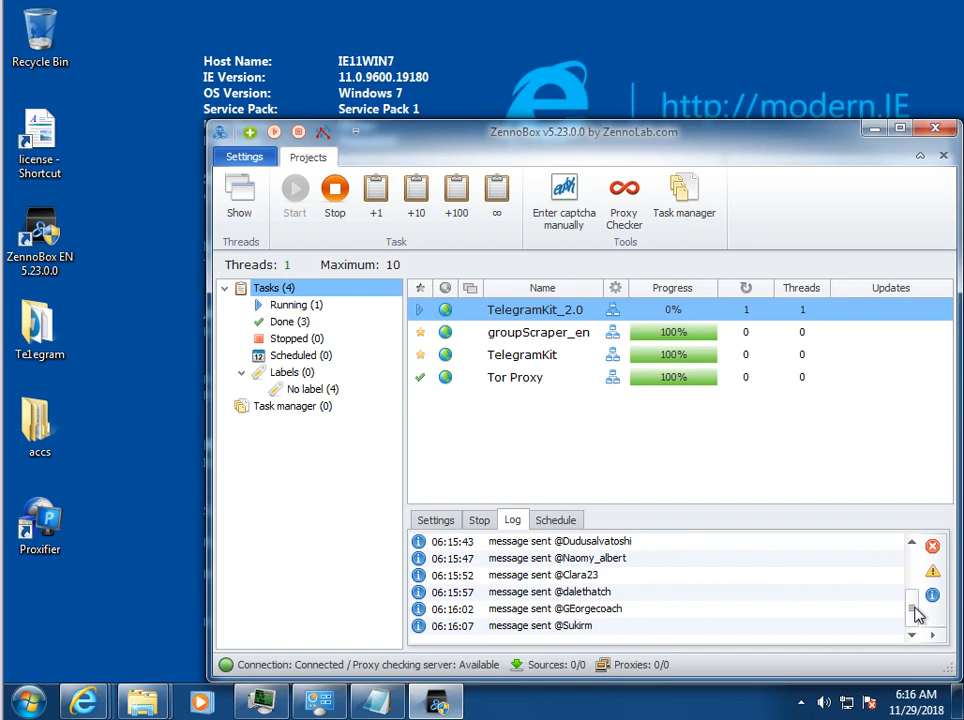 Recycle Bin
license -
Shortcut
ZennoBox EN
5.23.0.0
Telegram
accs
Proxifier
Host Name: IE11WIN7
IE Version: 11.0.9600.19180
OS Version: Windows 7
Service Pack: Service Pack 1
http://modern.IE
ZennoBox v5.23.0.0 by ZennoLab.com
Settings Projects
Show Start Stop +1 +10 +100 ∞ Enter captcha manually Proxy Checker Task manager
Threads Task Tools
Threads: 1 Maximum: 10
Tasks (4)
Running (1)
Done (3)
Stopped (0)
12 Scheduled (0)
Labels (0)
No label (4)
Task manager (0)
Name Progress Threads Updates
TelegramKit_2.0 0% 1 1
groupScraper_en 100% 0 0
TelegramKit 100% 0 0
Tor Proxy 100% 0 0
Settings Stop Log Schedule
06:15:43 message sent @Dudusalvatoshi
06:15:47 message sent @Naomy_albert
06:15:52 message sent @Clara23
06:15:57 message sent @dalethatch
06:16:02 message sent @GEorgecoach
06:16:07 message sent @Sukirm
Connection: Connected / Proxy checking server: Available Sources: 0/0 Proxies: 0/0
6:16 AM
11/29/2018